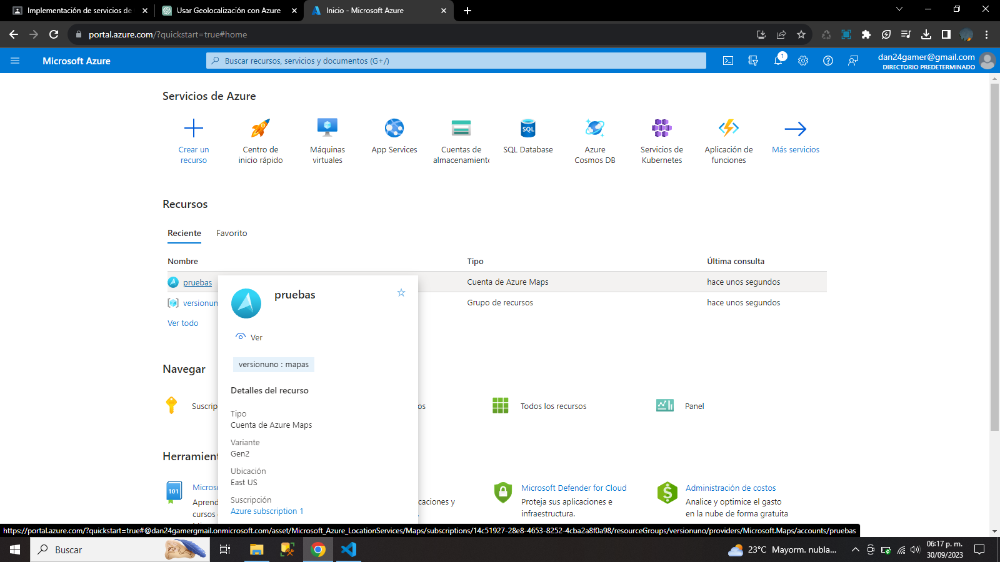 Implementación de servicios de
Usar Geolocalización con Azure
Inicio - Microsoft Azure
portal.azure.com/?quickstart=true#home
Microsoft Azure
Buscar recursos, servicios y documentos (G+/)
1
dan24gamer@gmail.com
DIRECTORIO PREDETERMINADO
Servicios de Azure
Crear un
recurso
Centro de
inicio rápido
Máquinas
virtuales
App Services
Cuentas de
almacenamiento
SQL
SQL Database
Azure
Cosmos DB
Servicios de
Kubernetes
Aplicación de
funciones
Más servicios
Recursos
Reciente
Favorito
Nombre
Tipo
Última consulta
pruebas
Cuenta de Azure Maps
hace unos segundos
versionun
Grupo de recursos
hace unos segundos
Ver todo
pruebas
Ver
versionuno : mapas
Detalles del recurso
Tipo
Cuenta de Azure Maps
Variante
Gen2
Ubicación
East US
Suscripción
Azure subscription 1
Navegar
Suscrip
os
Todos los recursos
Panel
Herramient
101
Microso
Aprend
cursos
caciones y
Microsoft Defender for Cloud
Proteja sus aplicaciones e
infraestructura.
Administración de costos
Analice y optimice el gasto
en la nube de forma gratuita
https://portal.azure.com/?quickstart=true#@dan24gamergmail.onmicrosoft.com/asset/Microsoft_Azure_LocationServices/Maps/subscriptions/14c51927-28e8-4653-8252-4cba2a8f0a98/resourceGroups/versionuno/providers/Microsoft.Maps/accounts/pruebas
Buscar
23°C Mayorm. nubla...
06:17 p. m.
30/09/2023